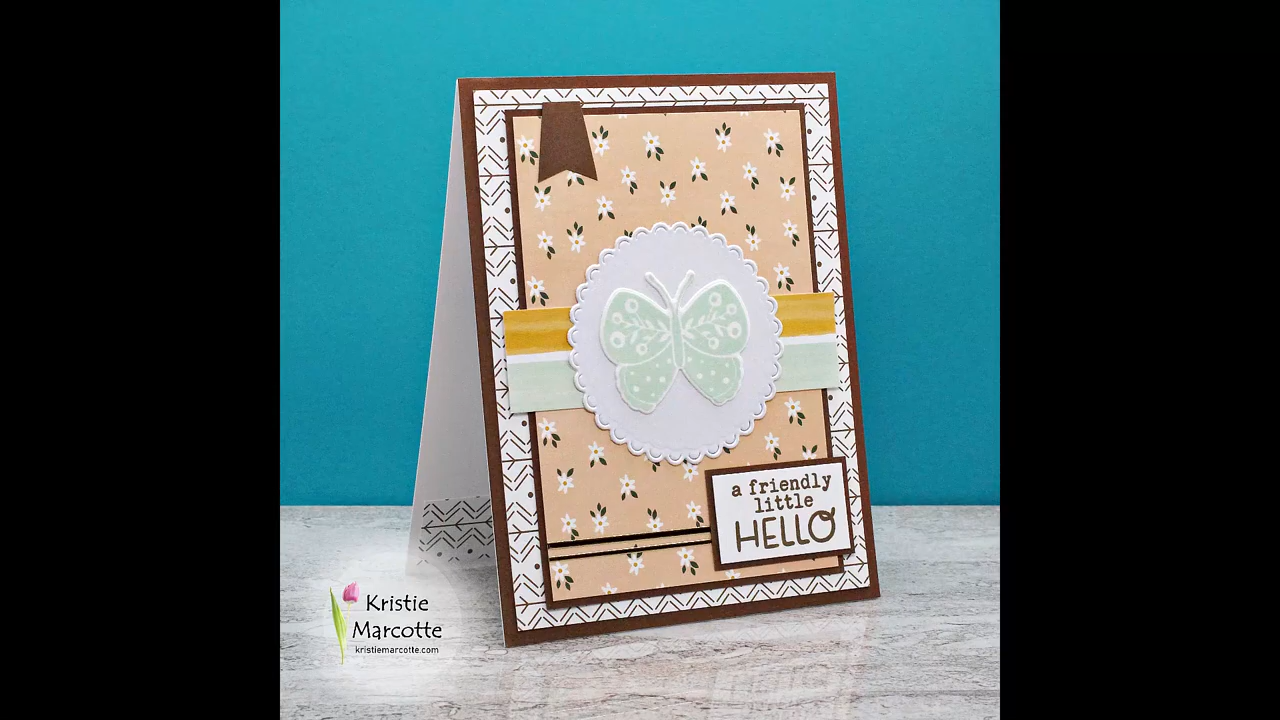 a friendly
little
HELLO
Kristie
Marcotte
kristiemarcotte.com